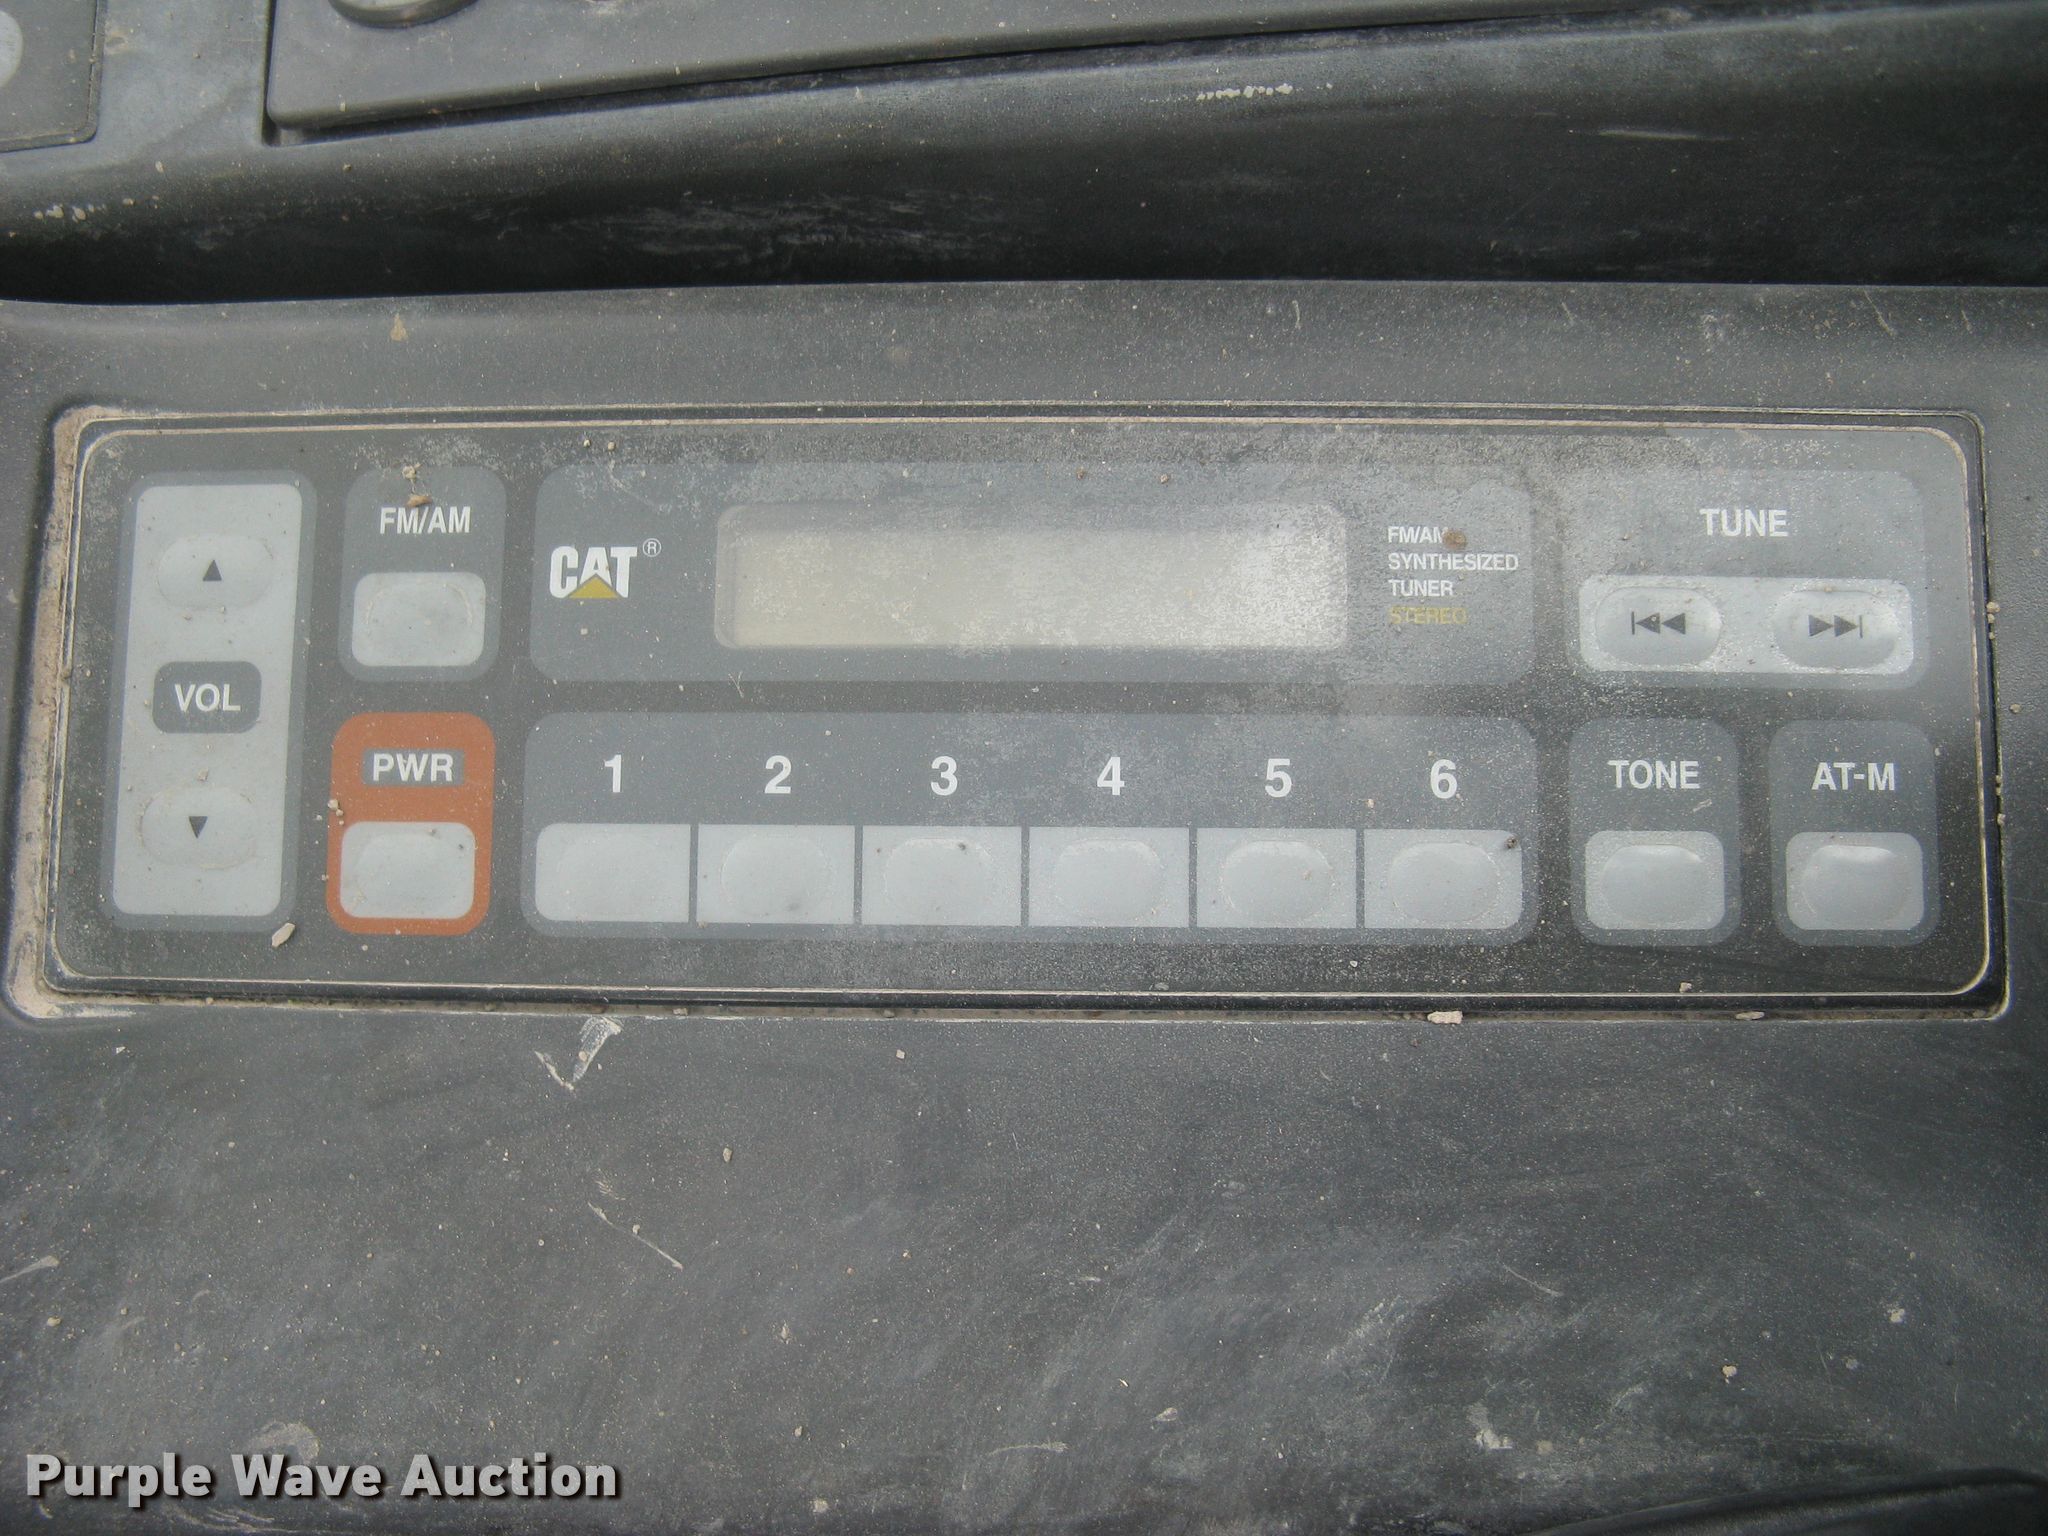 FM/AM
CAT®
FM/AM
SYNTHESIZED
TUNER
STEREO
TUNE
VOL
PWR
1 2 3 4 5 6
TONE
AT-M
Purple Wave Auction